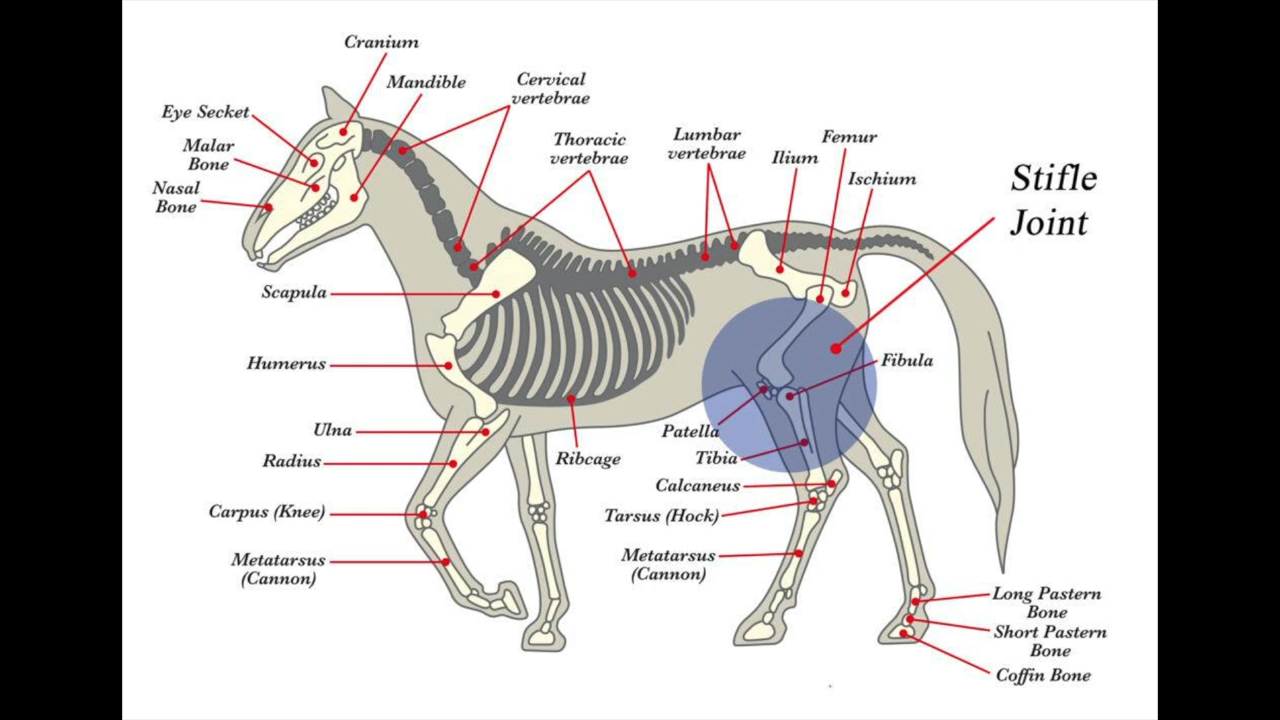 Cranium
Mandible
Cervical
vertebrae
Eye Secket
Malar
Bone
Nasal
Bone
Thoracic
vertebrae
Lumbar
vertebrae
Ilium
Femur
Ischium
Stifle
Joint
Scapula
Humerus
Ulna
Radius
Carpus (Knee)
Metatarsus
(Cannon)
Ribcage
Fibula
Patella
Tibia
Calcaneus
Tarsus (Hock)
Metatarsus
(Cannon)
Long Pastern
Bone
Short Pastern
Bone
Coffin Bone